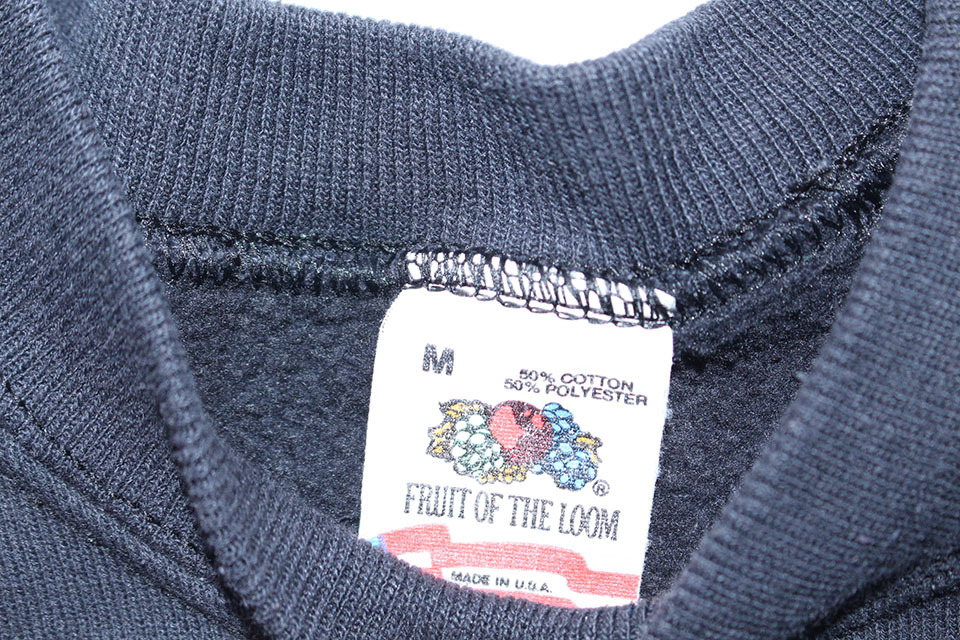 M
50% COTTON
50% POLYESTER
®
FRUIT OF THE LOOM
MADE IN U.S.A.